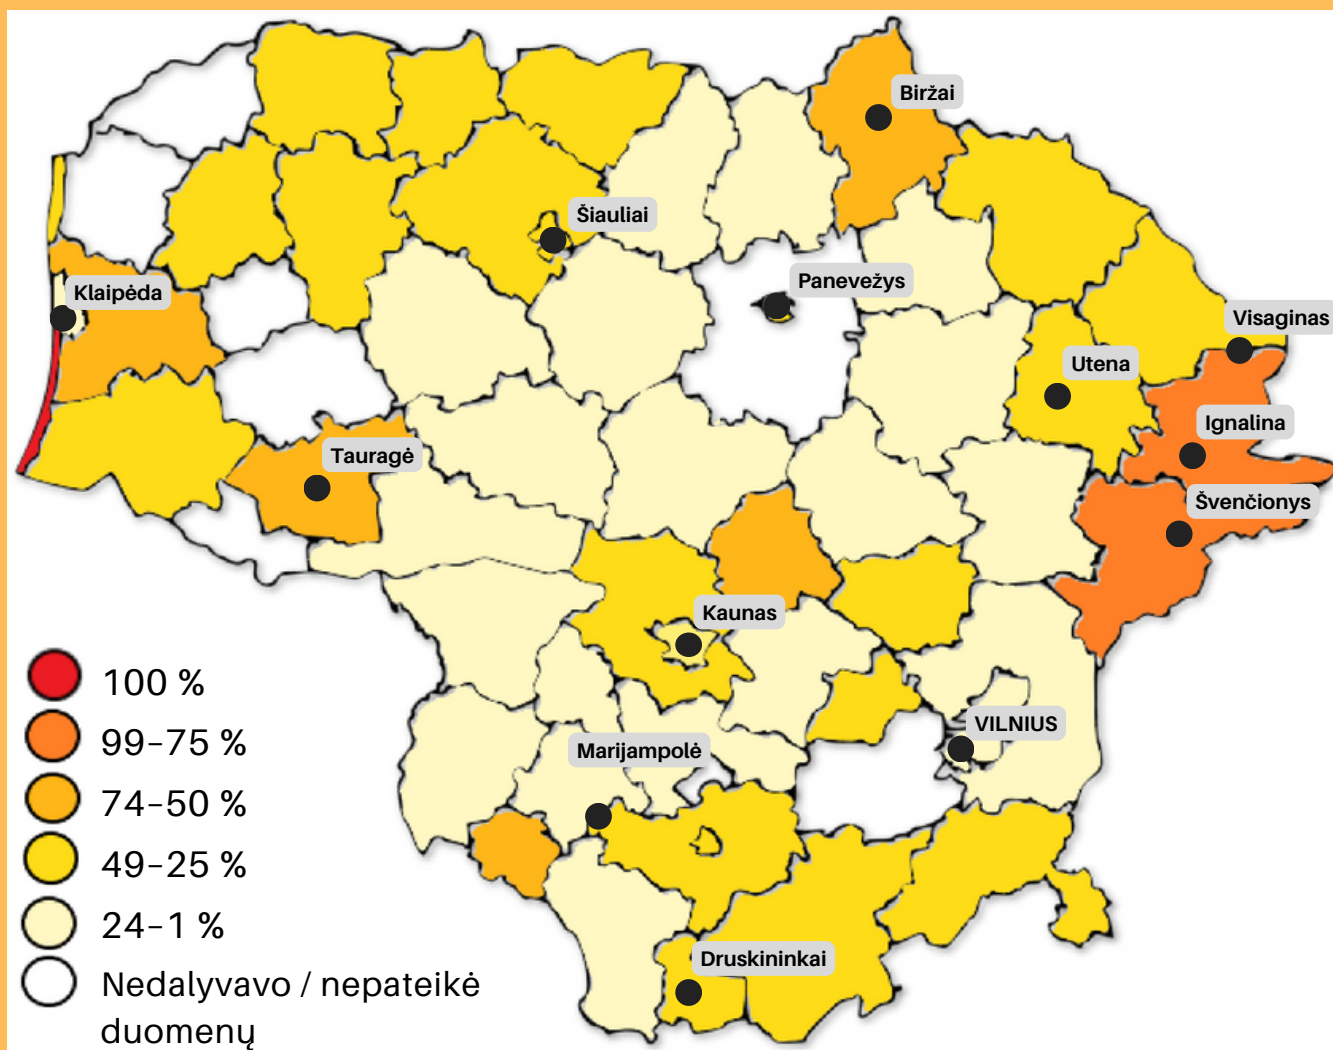 Biržai
Šiauliai
Klaipėda
Panevežys
Visaginas
Utena
Ignalina
Tauragė
Švenčionys
Kaunas
VILNIUS
Marijampolė
Druskininkai
100 %
99–75 %
74–50 %
49–25 %
24–1 %
Nedalyvavo / nepateikė
duomenų